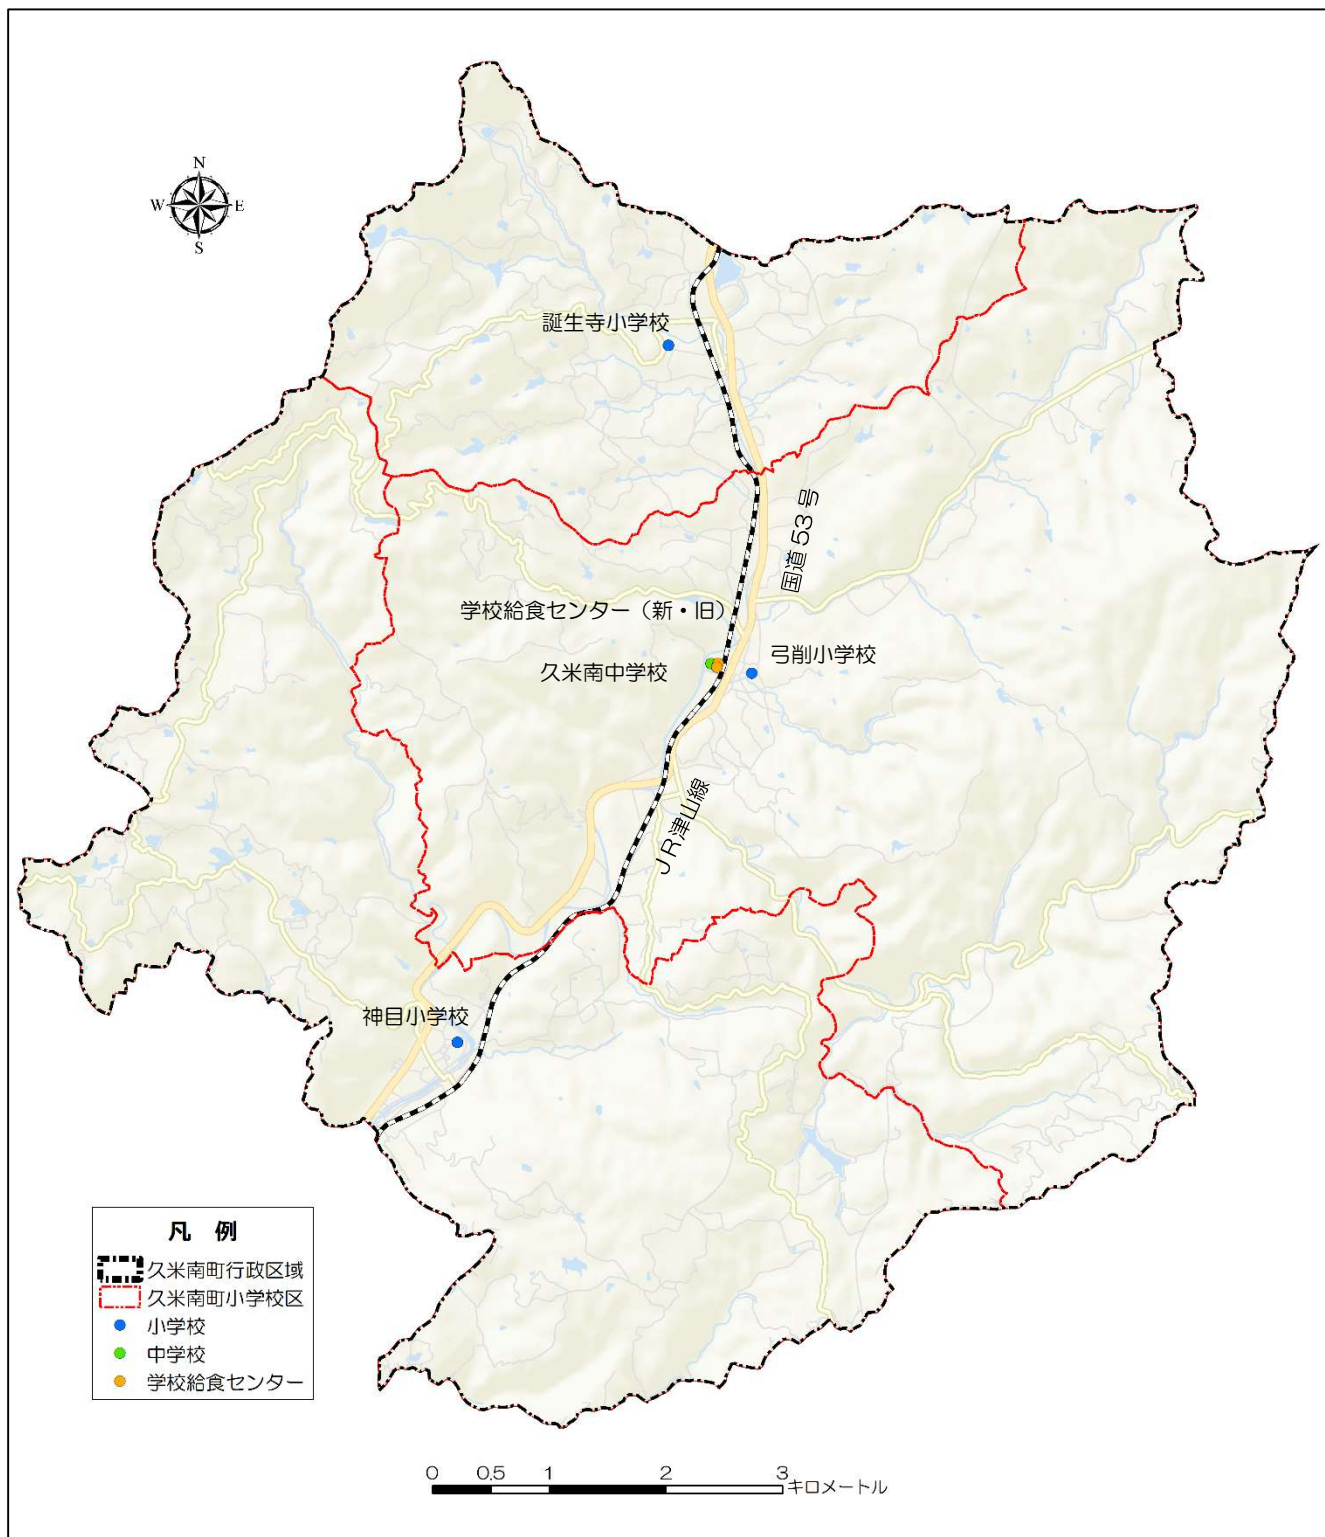 N
W E
S
誕生寺小学校
国道53号
学校給食センター（新・旧）
弓削小学校
久米南中学校
JR津山線
神目小学校
凡 例
久米南町行政区域
久米南町小学校区
小学校
中学校
学校給食センター
0 0.5 1 2 3
キロメートル